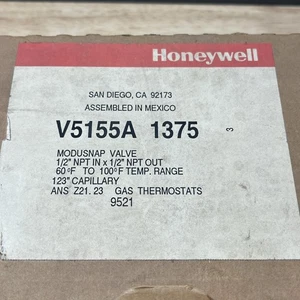 Honeywell
SAN DIEGO, CA 92173
ASSEMBLED IN MEXICO
V5155A 1375
3
MODUSNAP VALVE
1/2" NPT IN x 1/2" NPT OUT
60°F TO 100°F TEMP. RANGE
123" CAPILLARY
ANS Z21. 23 GAS THERMOSTATS
9521